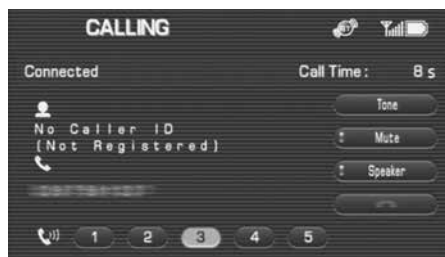 CALLING
Connected Call Time : 8 s
Tone
No Caller ID
(Not Registered)
Mute
Speaker
1 2 3 4 5